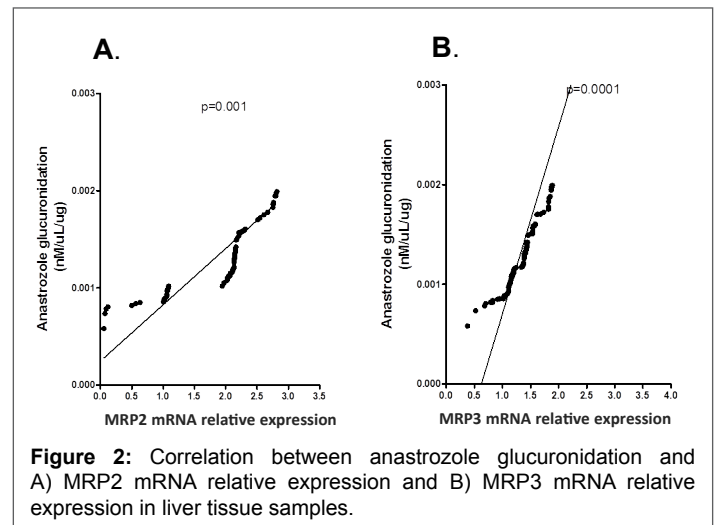 A.
p=0.001
Anastrozole glucuronidation
(nM/uL/ug)
0.003
0.002
0.001
0.000
0.0 0.5 1.0 1.5 2.0 2.5 3.0 3.5
MRP2 mRNA relative expression
B.
p=0.0001
Anastrozole glucuronidation
(nM/uL/ug)
0.003
0.002
0.001
0.000
0.0 0.5 1.0 1.5 2.0 2.5 3.0 3.5 4.0
MRP3 mRNA relative expression
Figure 2: Correlation between anastrozole glucuronidation and
A) MRP2 mRNA relative expression and B) MRP3 mRNA relative
expression in liver tissue samples.